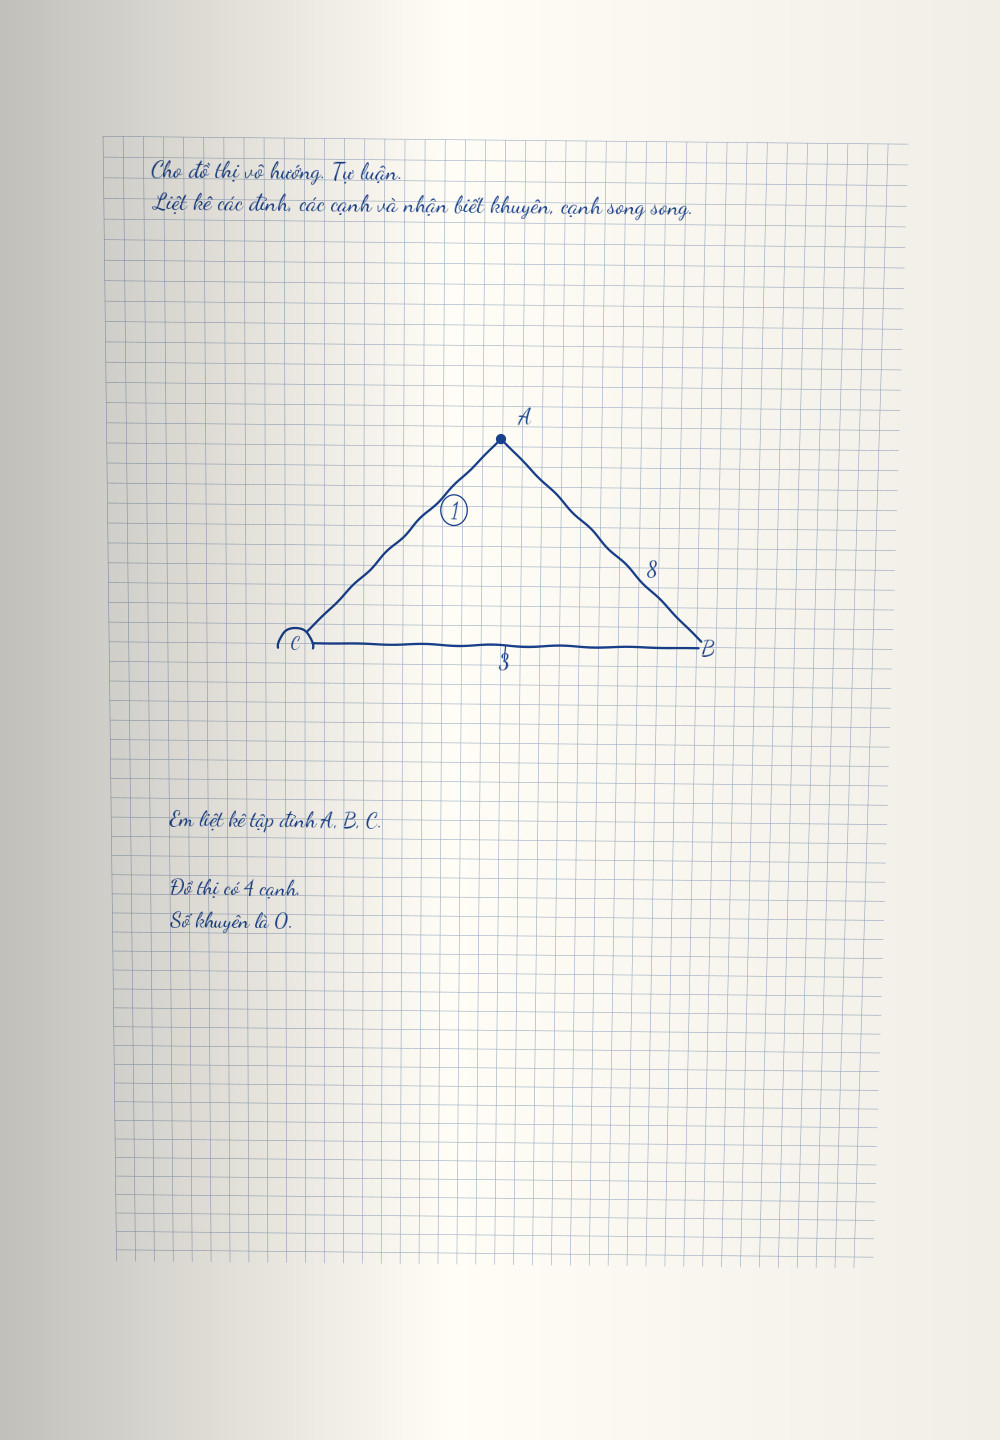 Cho đồ thị vô hướng. Tự luận.
Liệt kê các đỉnh, các cạnh và nhận biết khuyên, cạnh song song.
A
1
8
C
B
3
Em liệt kê tập đỉnh A, B, C.
Đồ thị có 4 cạnh.
Số khuyên là 0.